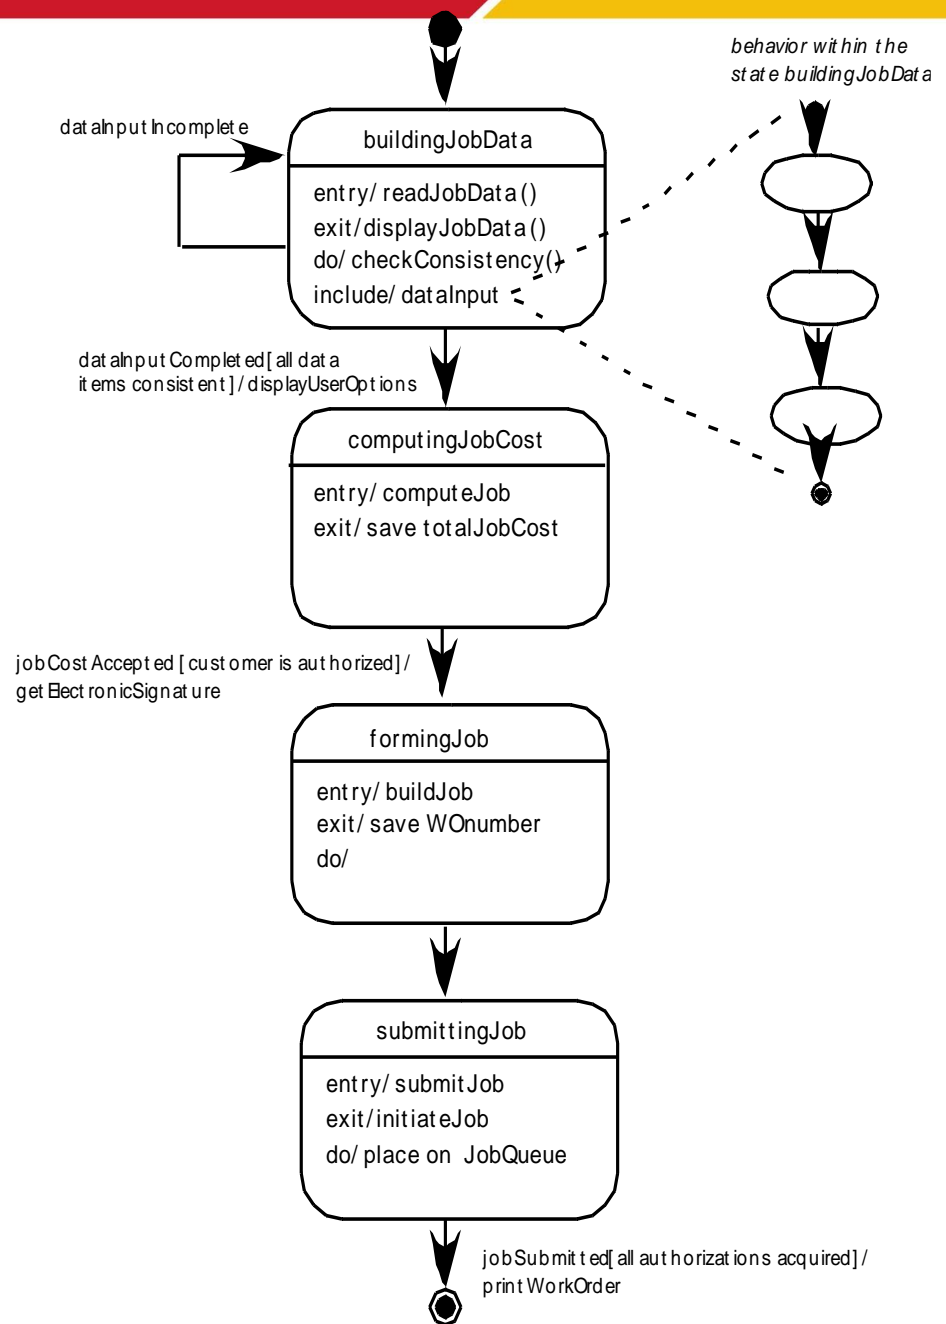 behavior within the
state buildingJobData
dataInputIncomplete
buildingJobData
entry/readJobData()
exit/displayJobData()
do/checkConsistency()
include/dataInput
dataInputCompleted[all data
items consistent]/displayUserOptions
computingJobCost
entry/computeJob
exit/save totalJobCost
jobCostAccepted [customer is authorized]/
getElectronicSignature
formingJob
entry/buildJob
exit/save WOnumber
do/
submittingJob
entry/submitJob
exit/initiateJob
do/place on JobQueue
jobSubmitted[all authorizations acquired]/
printWorkOrder